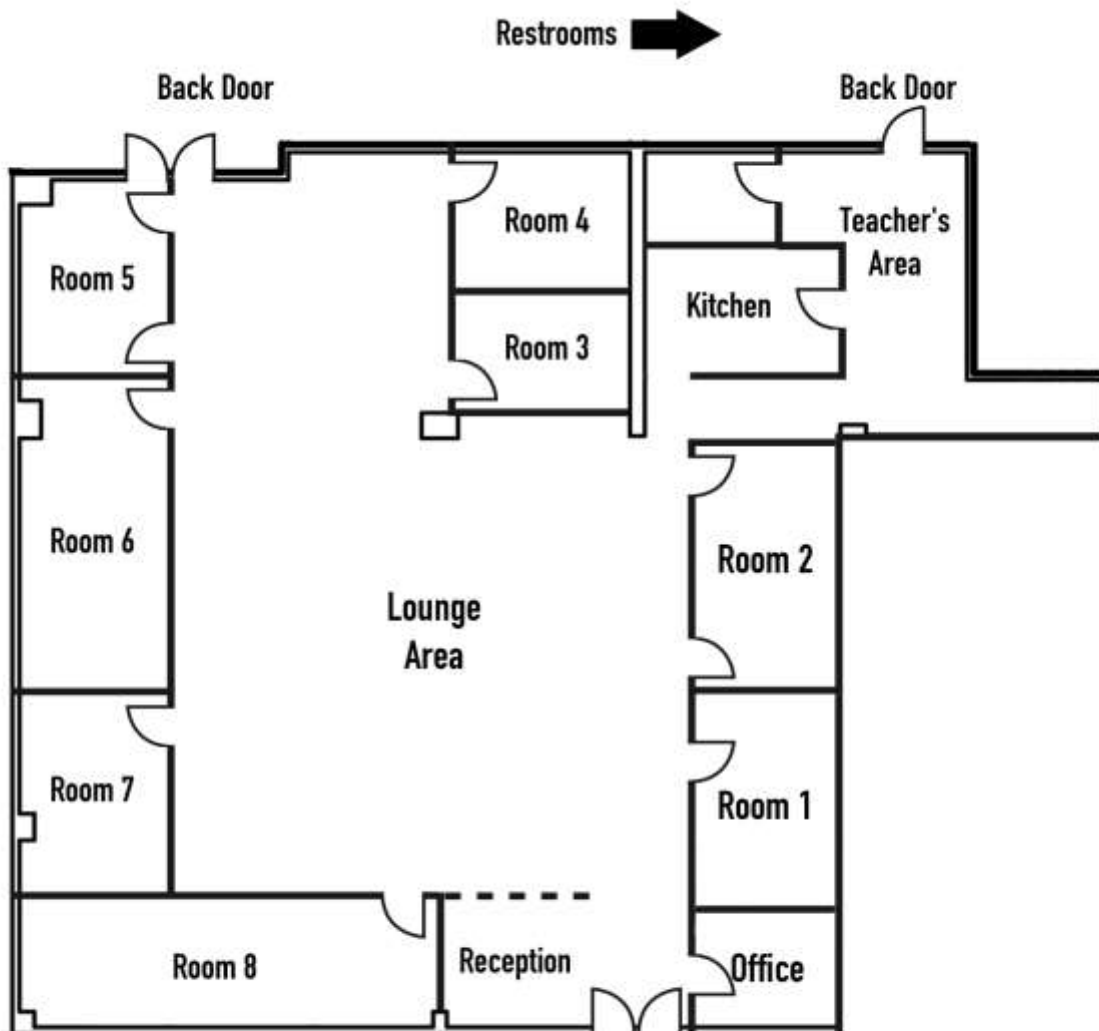 Restrooms
Back Door
Back Door
Room 4
Teacher's
Area
Room 5
Kitchen
Room 3
Room 6
Room 2
Lounge
Area
Room 7
Room 1
Room 8
Reception
Office